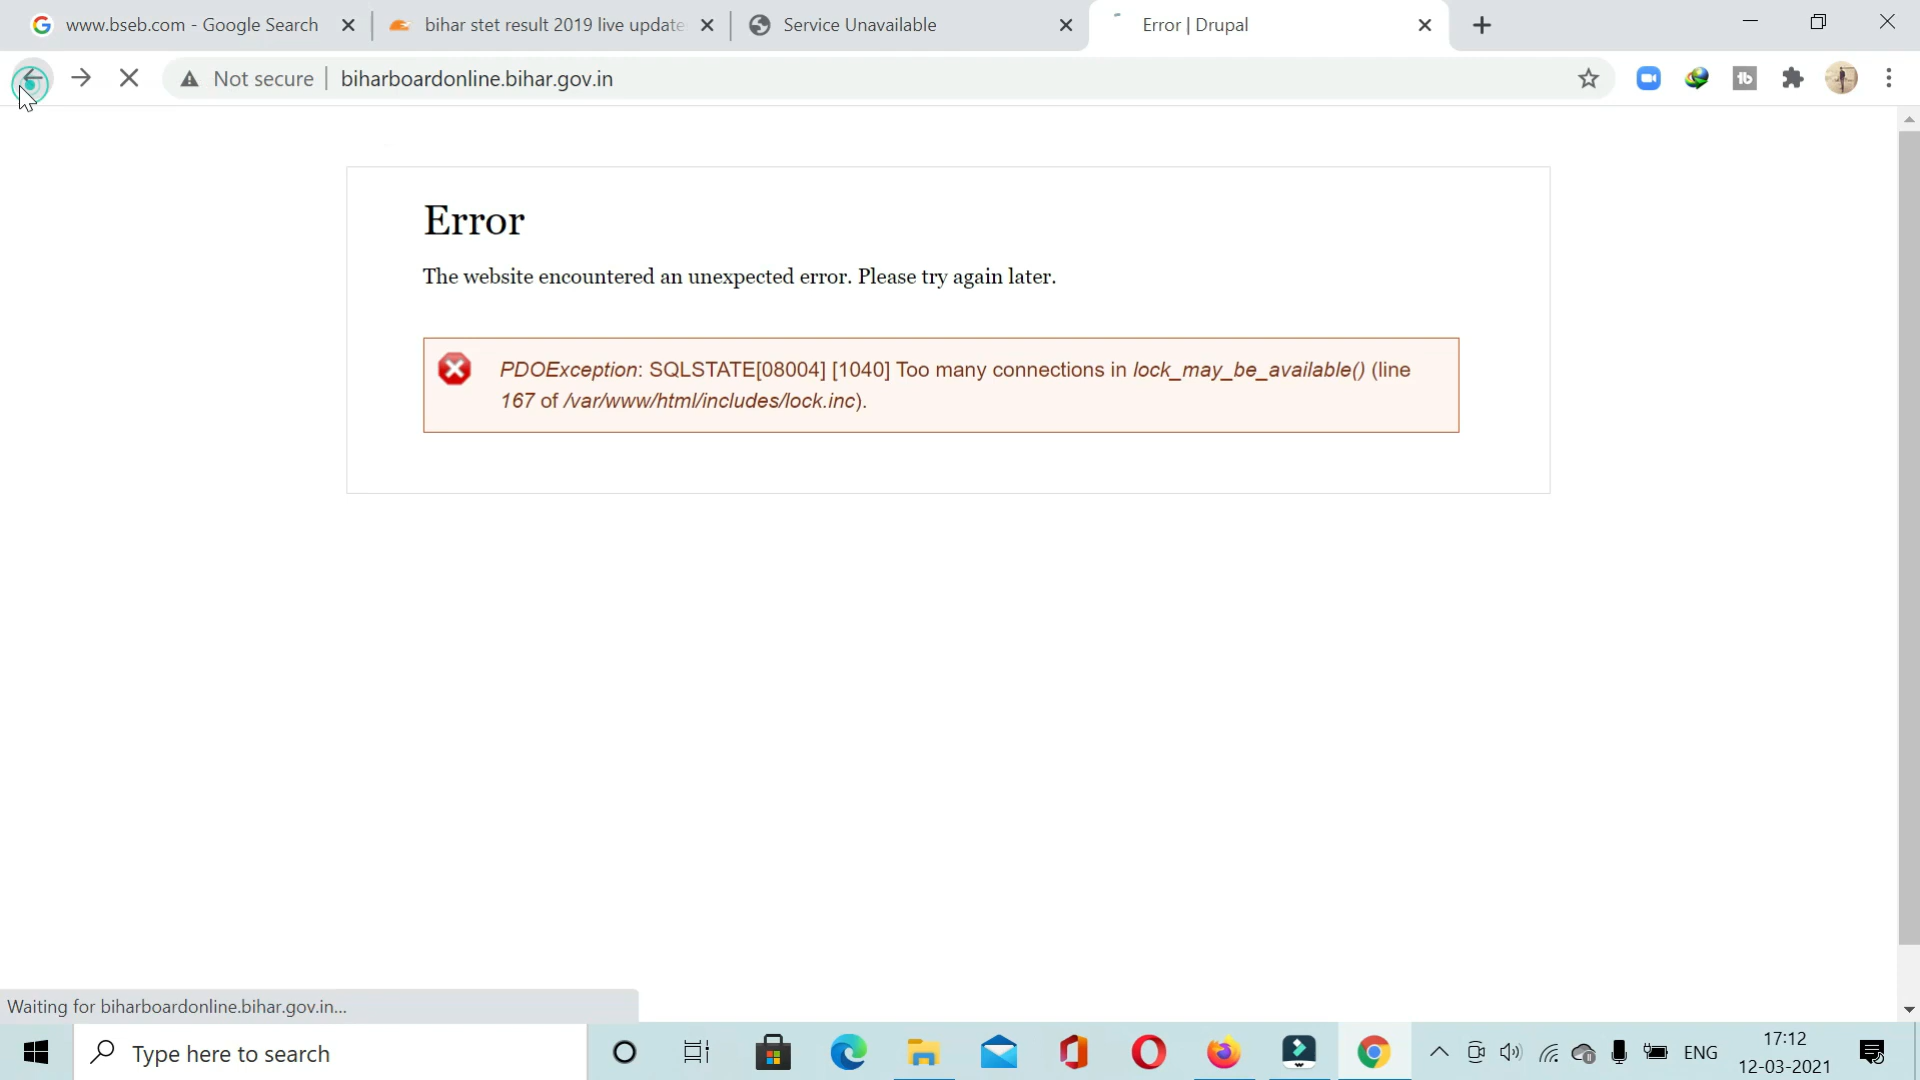 www.bseb.com - Google Search
bihar stet result 2019 live update
Service Unavailable
Error | Drupal
Not secure
biharboardonline.bihar.gov.in
Error
The website encountered an unexpected error. Please try again later.
PDOException: SQLSTATE[08004] [1040] Too many connections in lock_may_be_available() (line
167 of /var/www/html/includes/lock.inc).
Waiting for biharboardonline.bihar.gov.in...
Type here to search
ENG
17:12
12-03-2021